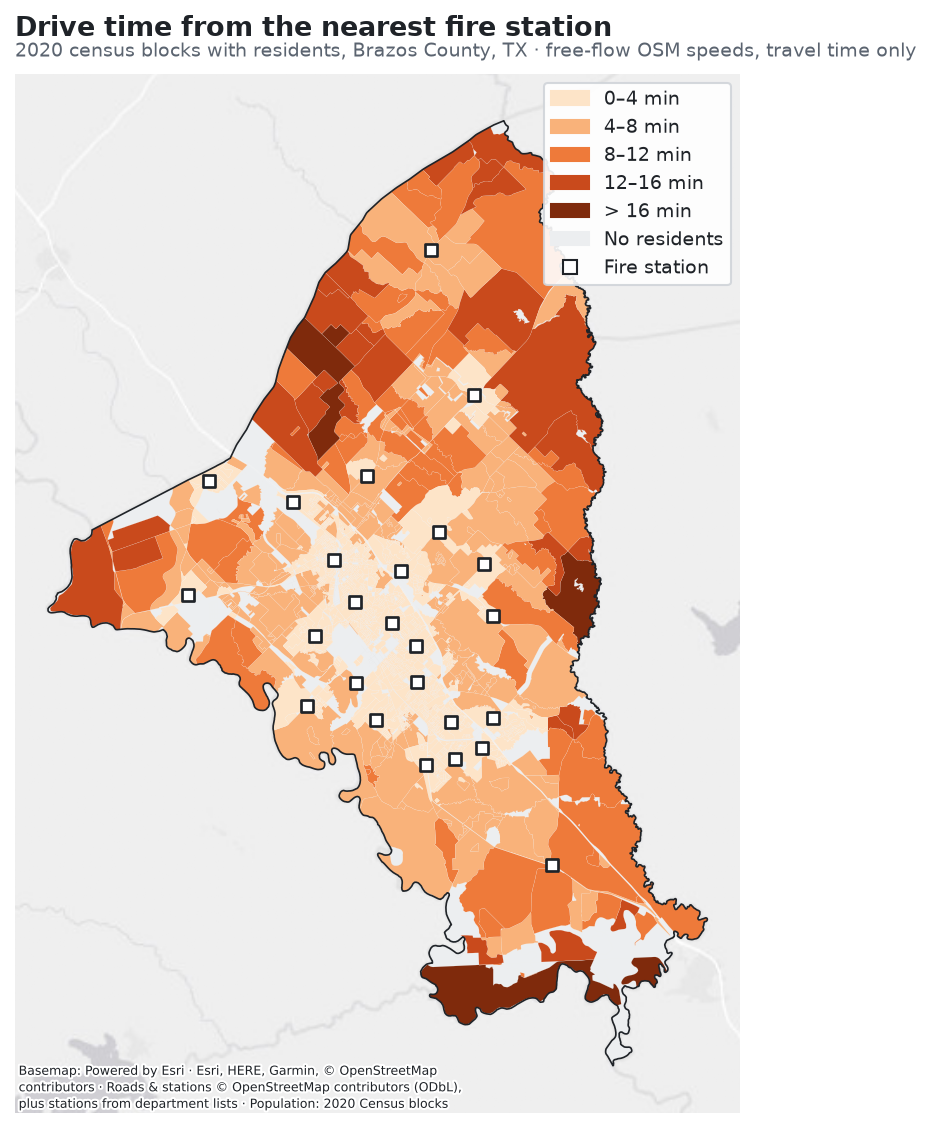 Drive time from the nearest fire station
2020 census blocks with residents, Brazos County, TX · free-flow OSM speeds, travel time only
0–4 min
4–8 min
8–12 min
12–16 min
> 16 min
No residents
Fire station
Basemap: Powered by Esri · Esri, HERE, Garmin, © OpenStreetMap
contributors · Roads & stations © OpenStreetMap contributors (ODbL),
plus stations from department lists · Population: 2020 Census blocks